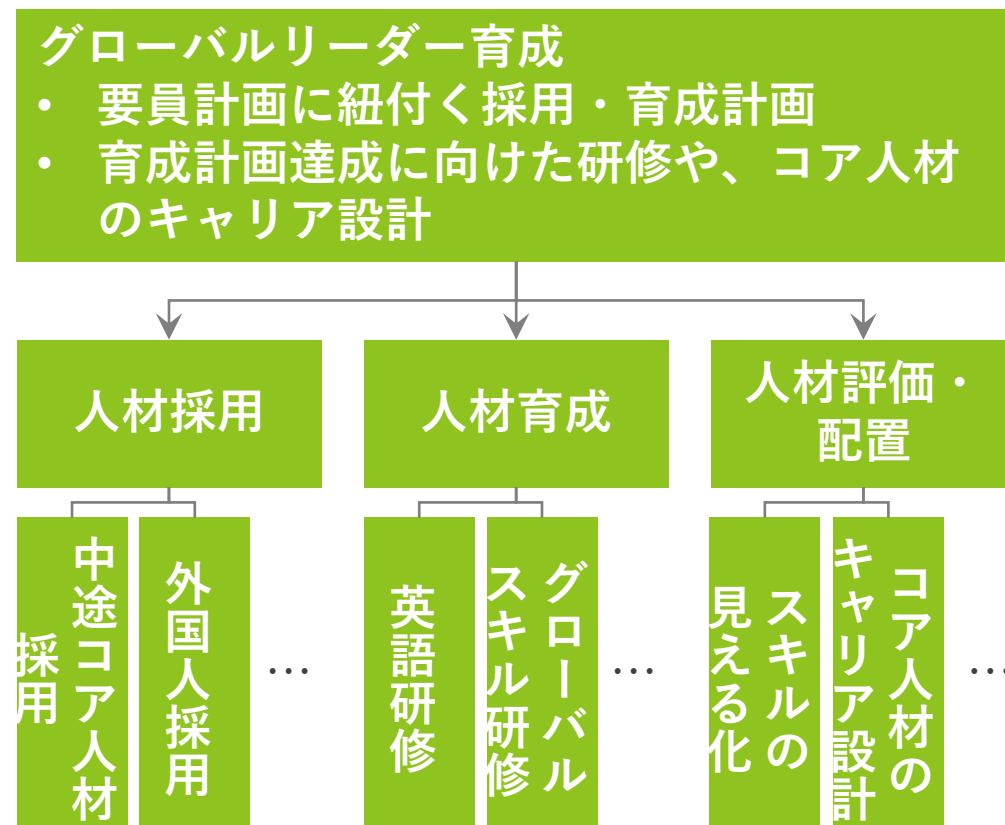 グローバルリーダー育成
• 要員計画に紐付く採用・育成計画
• 育成計画達成に向けた研修や、コア人材
のキャリア設計
人材採用
人材育成
人材評価・
配置
中途コア人材
採用
外国人採用
…
英語研修
グローバル
スキル研修
…
スキルの
見える化
コア人材の
キャリア設計
…